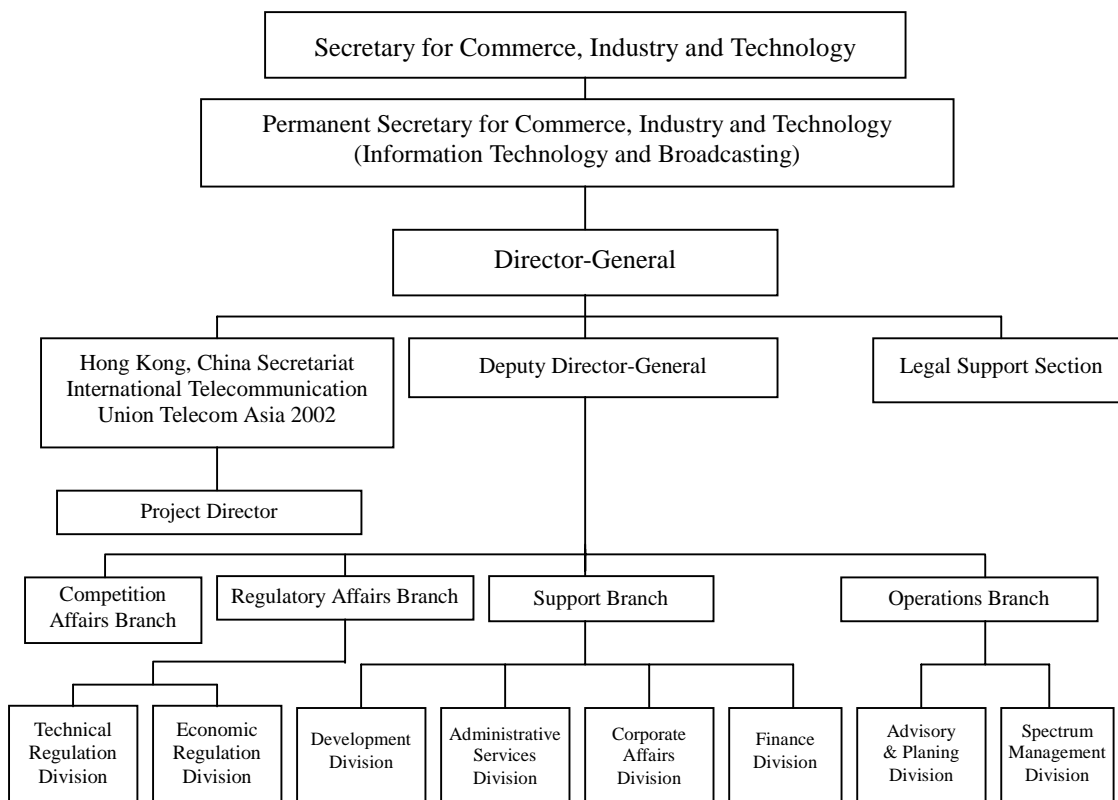 Secretary for Commerce, Industry and Technology
Permanent Secretary for Commerce, Industry and Technology
(Information Technology and Broadcasting)
Director-General
Hong Kong, China Secretariat
International Telecommunication
Union Telecom Asia 2002
Deputy Director-General
Legal Support Section
Project Director
Competition
Affairs Branch
Regulatory Affairs Branch
Support Branch
Operations Branch
Technical
Regulation
Division
Economic
Regulation
Division
Development
Division
Administrative
Services
Division
Corporate
Affairs
Division
Finance
Division
Advisory
& Planing
Division
Spectrum
Management
Division